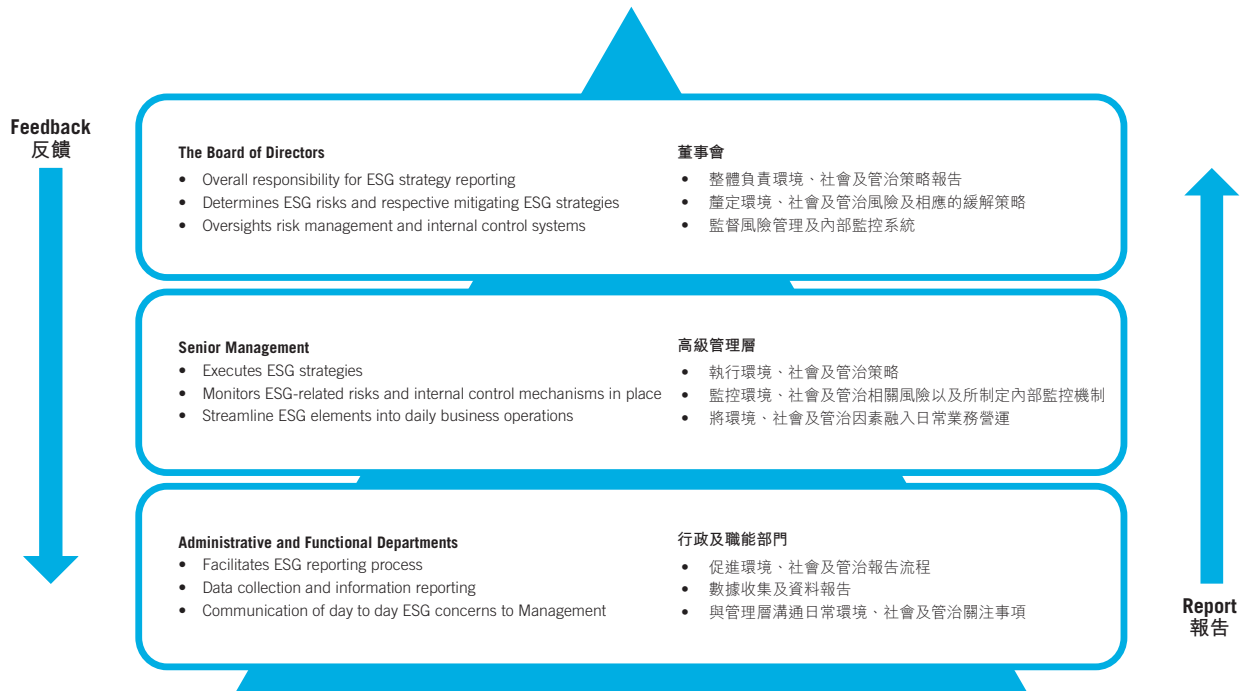 Feedback
反饋
The Board of Directors
• Overall responsibility for ESG strategy reporting
• Determines ESG risks and respective mitigating ESG strategies
• Oversights risk management and internal control systems
董事會
• 整體負責環境、社會及管治策略報告
• 釐定環境、社會及管治風險及相應的緩解策略
• 監督風險管理及內部監控系統
Senior Management
• Executes ESG strategies
• Monitors ESG-related risks and internal control mechanisms in place
• Streamline ESG elements into daily business operations
高級管理層
• 執行環境、社會及管治策略
• 監控環境、社會及管治相關風險以及所制定內部監控機制
• 將環境、社會及管治因素融入日常業務營運
Administrative and Functional Departments
• Facilitates ESG reporting process
• Data collection and information reporting
• Communication of day to day ESG concerns to Management
行政及職能部門
• 促進環境、社會及管治報告流程
• 數據收集及資料報告
• 與管理層溝通日常環境、社會及管治關注事項
Report
報告